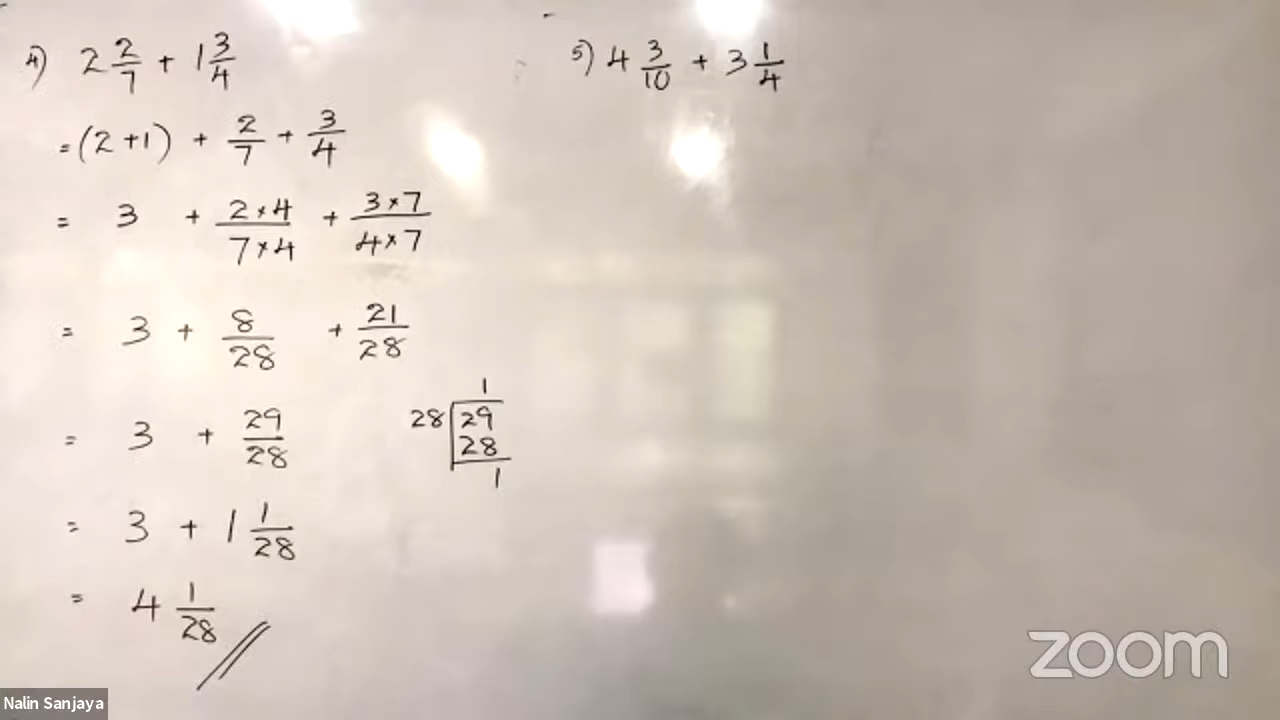 4) 2 2/7 + 1 3/4
= (2+1) + 2/7 + 3/4
= 3 + 2×4/7×4 + 3×7/4×7
= 3 + 8/28 + 21/28
= 3 + 29/28
1
28 29
28
1
= 3 + 1 1/28
= 4 1/28
5) 4 3/10 + 3 1/4
zoom
Nalin Sanjaya